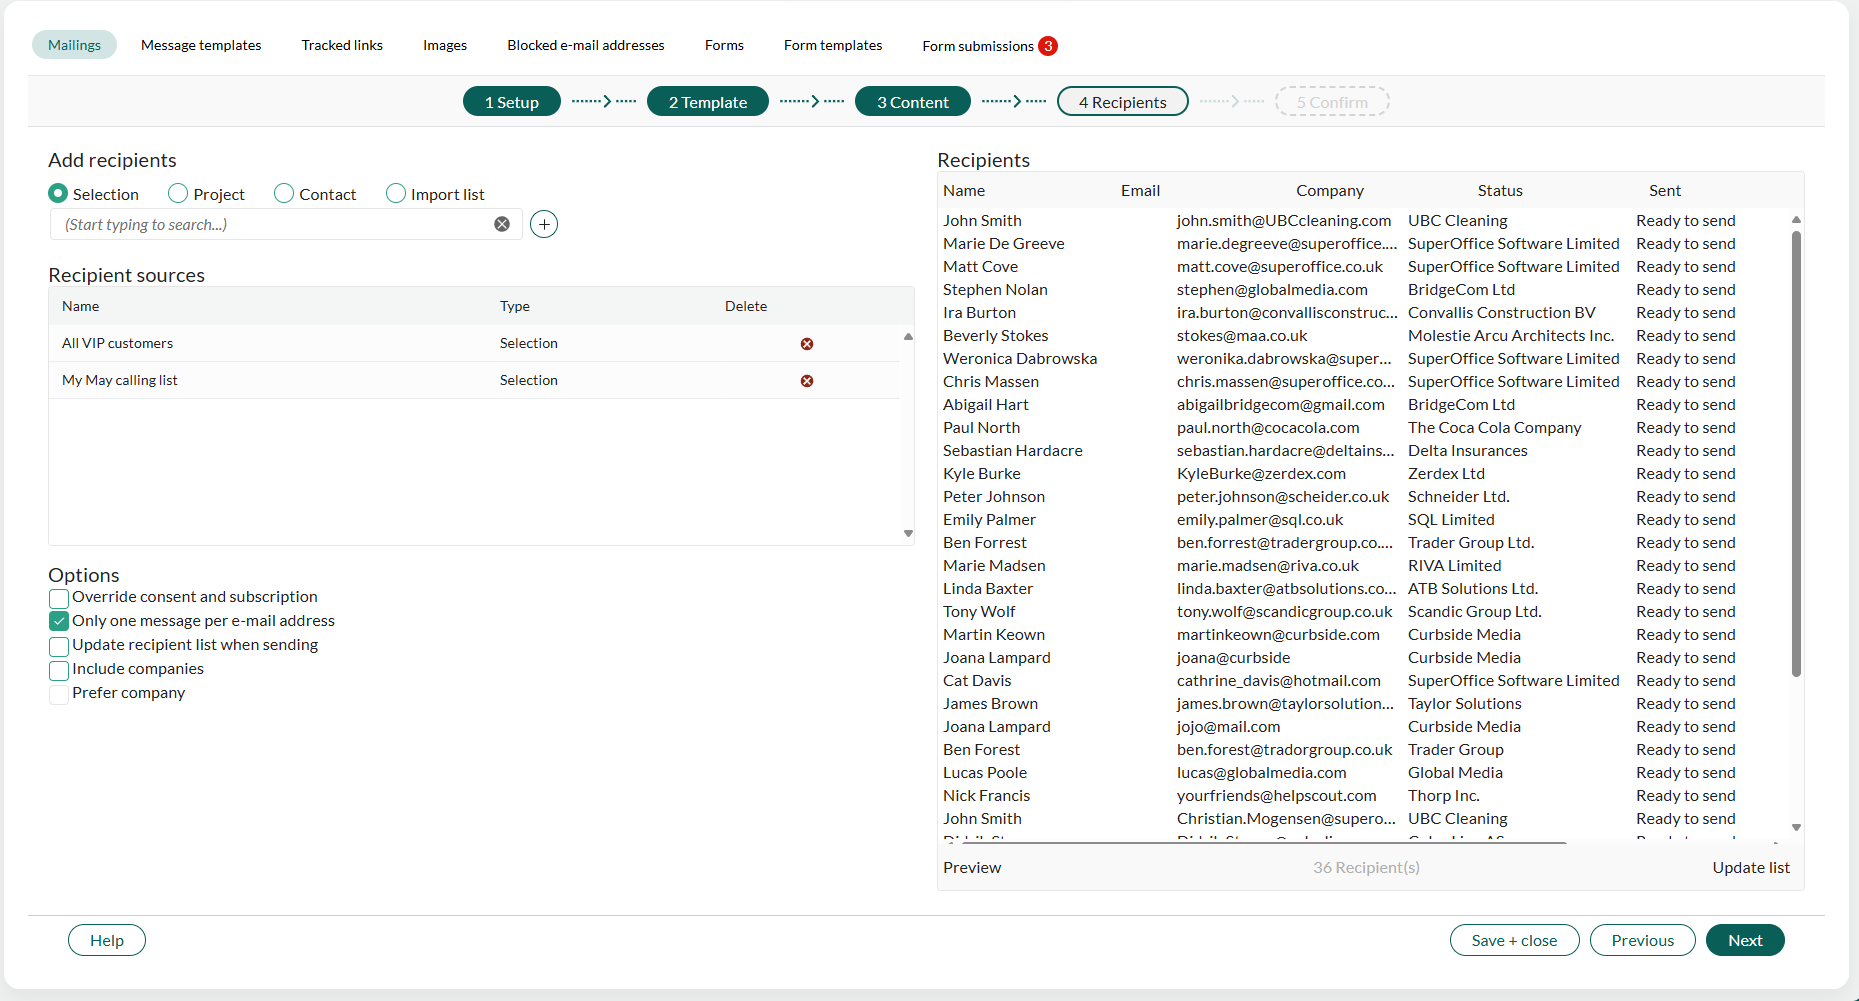 Mailings Message templates Tracked links Images Blocked e-mail addresses Forms Form templates Form submissions 3
1 Setup 2 Template 3 Content 4 Recipients 5 Confirm
Add recipients
Selection Project Contact Import list
(Start typing to search...)
Recipient sources
Name Type Delete
All VIP customers Selection
My May calling list Selection
Options
Override consent and subscription
Only one message per e-mail address
Update recipient list when sending
Include companies
Prefer company
Recipients
Name Email Company Status Sent
John Smith john.smith@UBCcleaning.com UBC Cleaning Ready to send
Marie De Greeve marie.degreeve@superoffice.... SuperOffice Software Limited Ready to send
Matt Cove matt.cove@superoffice.co.uk SuperOffice Software Limited Ready to send
Stephen Nolan stephen@globalmedia.com BridgeCom Ltd Ready to send
Ira Burton ira.burton@convallisconstruc... Convallis Construction BV Ready to send
Beverly Stokes stokes@maa.co.uk Molestie Arcu Architects Inc. Ready to send
Weronica Dabrowska weronika.dabrowska@super... SuperOffice Software Limited Ready to send
Chris Massen chris.massen@superoffice.co... SuperOffice Software Limited Ready to send
Abigail Hart abigailbridgecom@gmail.com BridgeCom Ltd Ready to send
Paul North paul.north@cocacola.com The Coca Cola Company Ready to send
Sebastian Hardacre sebastian.hardacre@deltains... Delta Insurances Ready to send
Kyle Burke KyleBurke@zerdex.com Zerdex Ltd Ready to send
Peter Johnson peter.johnson@scheider.co.uk Schneider Ltd. Ready to send
Emily Palmer emily.palmer@sql.co.uk SQL Limited Ready to send
Ben Forrest ben.forrest@tradergroup.co.... Trader Group Ltd. Ready to send
Marie Madsen marie.madsen@riva.co.uk RIVA Limited Ready to send
Linda Baxter linda.baxter@atbsolutions.co... ATB Solutions Ltd. Ready to send
Tony Wolf tony.wolf@scandicgroup.co.uk Scandic Group Ltd. Ready to send
Martin Keown martinkeown@curbside.com Curbside Media Ready to send
Joana Lampard joana@curbside Curbside Media Ready to send
Cat Davis cathrine_davis@hotmail.com SuperOffice Software Limited Ready to send
James Brown james.brown@taylorsolution... Taylor Solutions Ready to send
Joana Lampard jojo@mail.com Curbside Media Ready to send
Ben Forest ben.forest@tradorgroup.co.uk Trader Group Ready to send
Lucas Poole lucas@globalmedia.com Global Media Ready to send
Nick Francis yourfriends@helpscout.com Thorp Inc. Ready to send
John Smith Christian.Mogensen@supero... UBC Cleaning Ready to send
Preview 36 Recipient(s) Update list
Help Save + close Previous Next